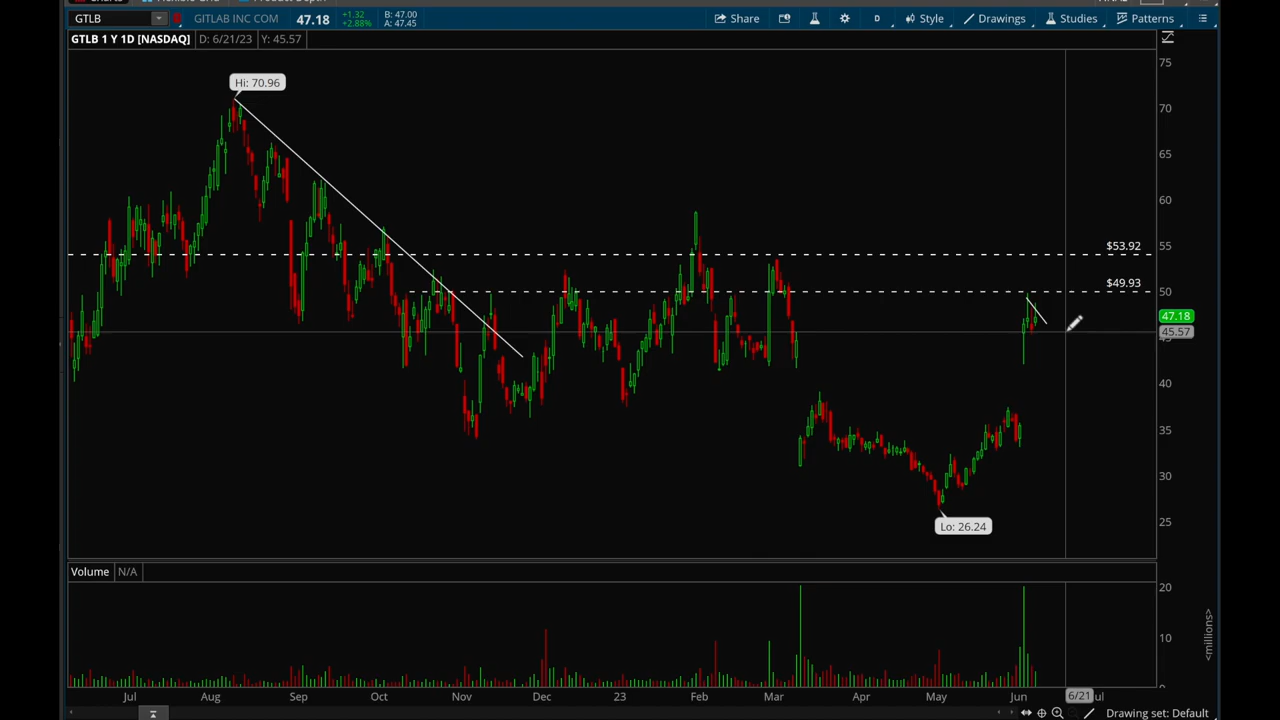 GTLB
GITLAB INC COM
47.18
+1.32
+2.88%
B: 47.00
A: 47.45
Share
D
Style
Drawings
Studies
Patterns
GTLB 1 Y 1D [NASDAQ]
D: 6/21/23
Y: 45.57
Hi: 70.96
75
70
65
60
55
50
45
40
35
30
25
$53.92
$49.93
47.18
45.57
Lo: 26.24
Volume
N/A
20
10
0
<millions>
Jul
Aug
Sep
Oct
Nov
Dec
23
Feb
Mar
Apr
May
Jun
6/21
ul
Drawing set: Default